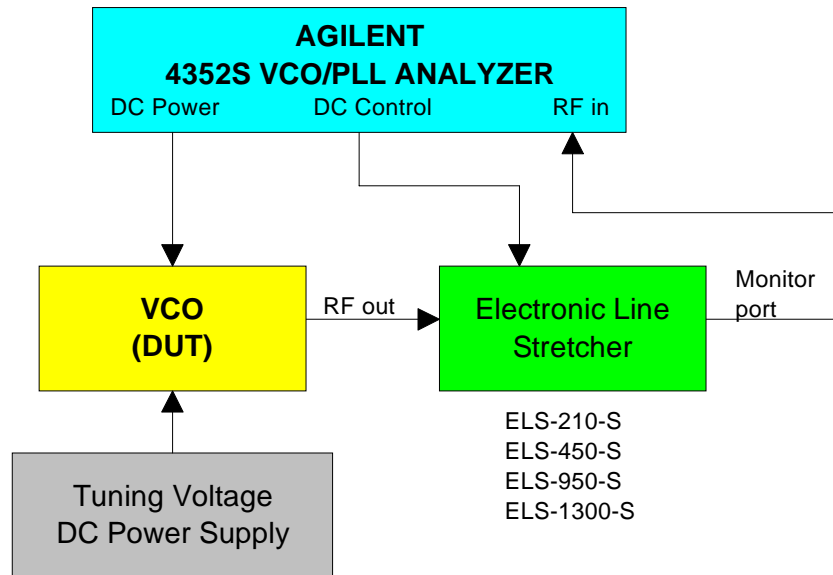 AGILENT
4352S VCO/PLL ANALYZER
DC Power DC Control RF in
VCO
(DUT)
RF out
Electronic Line
Stretcher
Monitor
port
ELS-210-S
ELS-450-S
ELS-950-S
ELS-1300-S
Tuning Voltage
DC Power Supply